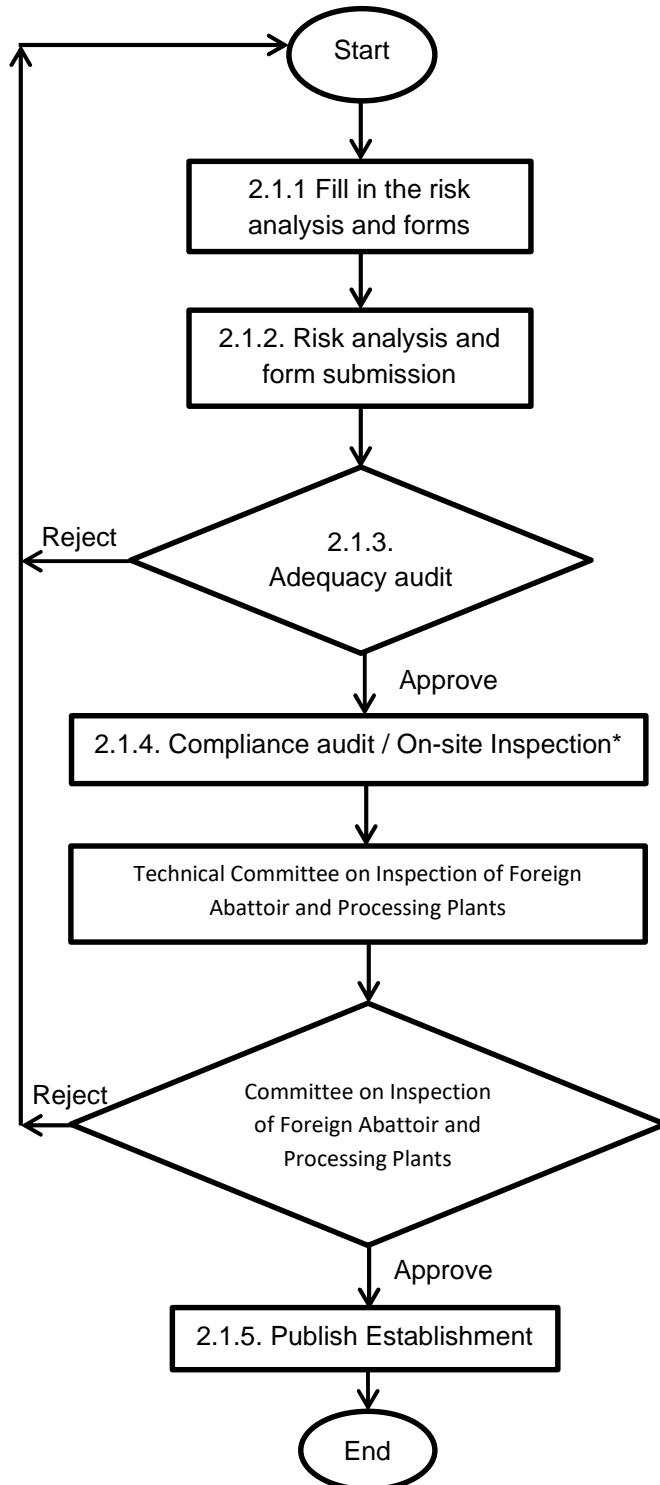 Start
2.1.1 Fill in the risk
analysis and forms
2.1.2. Risk analysis and
form submission
Reject
2.1.3.
Adequacy audit
Approve
2.1.4. Compliance audit / On-site Inspection*
Technical Committee on Inspection of Foreign
Abattoir and Processing Plants
Reject
Committee on Inspection
of Foreign Abattoir and
Processing Plants
Approve
2.1.5. Publish Establishment
End